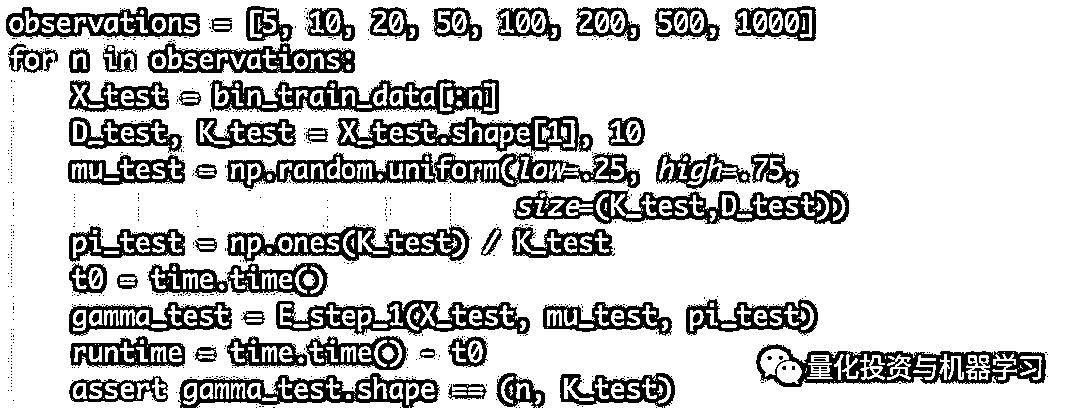 observations = [5, 10, 20, 50, 100, 200, 500, 1000]
for n in observations:
    X_test = bin_train_data[:n]
    D_test, K_test = X_test.shape[1], 10
    mu_test = np.random.uniform(low=.25, high=.75,
                                size=(K_test,D_test))
    pi_test = np.ones(K_test) / K_test
    t0 = time.time()
    gamma_test = E_step_1(X_test, mu_test, pi_test)
    runtime = time.time() - t0
    assert gamma_test.shape == (n, K_test)
量化投资与机器学习